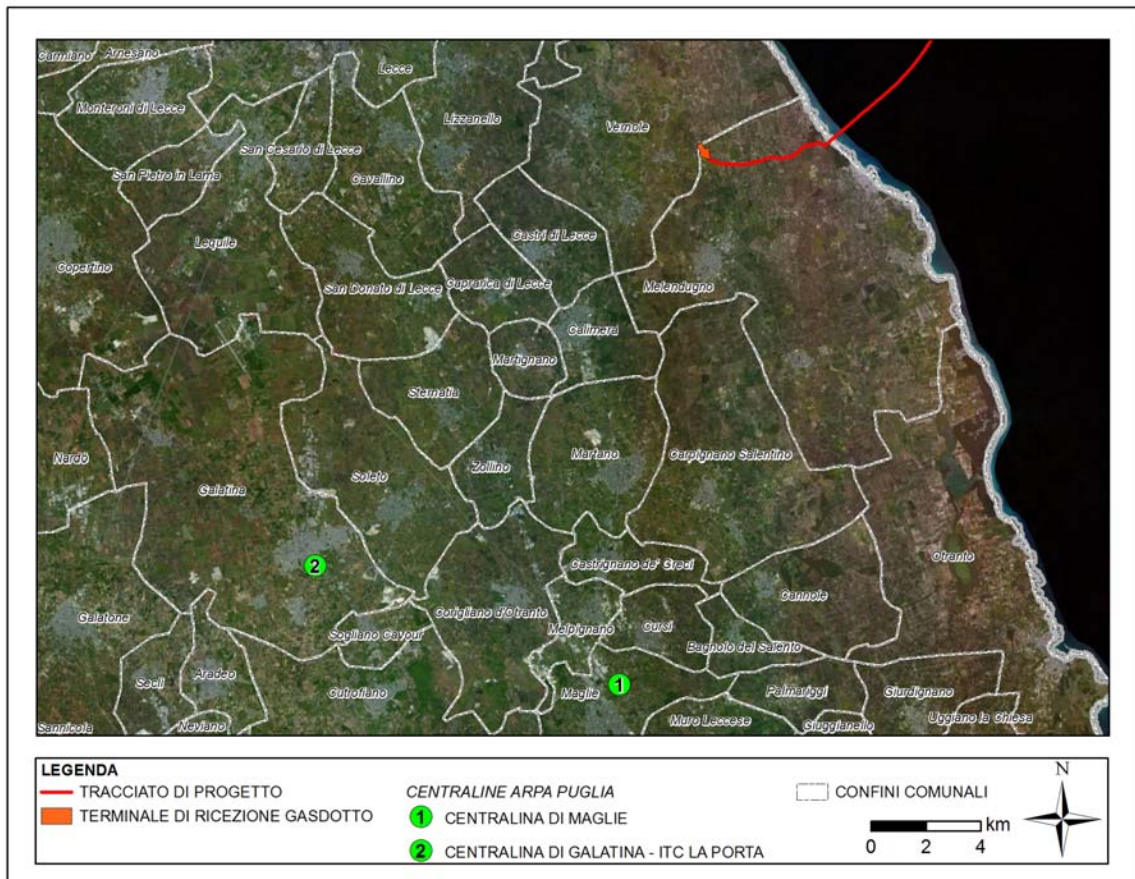 Carmiano
Arnesano
Lecce
Monteroni di Lecce
Lizzanello
Vernole
San Cesario di Lecce
San Pietro in Lama
Cavallino
Castri di Lecce
Lequile
Copertino
San Donato di Lecce
Caprarica di Lecce
Melendugno
Calimera
Martignano
Sternatia
Nardò
Galatina
Soleto
Zollino
Martano
Carpignano Salentino
2
Castrignano de' Greci
Otranto
Cannole
Galatone
Sogliano Cavour
Corigliano d'Otranto
Melpignano
Cursi
Bagnolo del Salento
Seclì
Aradeo
Cutrofiano
Maglie
1
Palmariggi
Giurdignano
Sannicola
Neviano
Muro Leccese
Giuggianello
Uggiano la Chiesa
LEGENDA
TRACCIATO DI PROGETTO
TERMINALE DI RICEZIONE GASDOTTO
CENTRALINE ARPA PUGLIA
1 CENTRALINA DI MAGLIE
2 CENTRALINA DI GALATINA - ITC LA PORTA
CONFINI COMUNALI
km
0 2 4
N